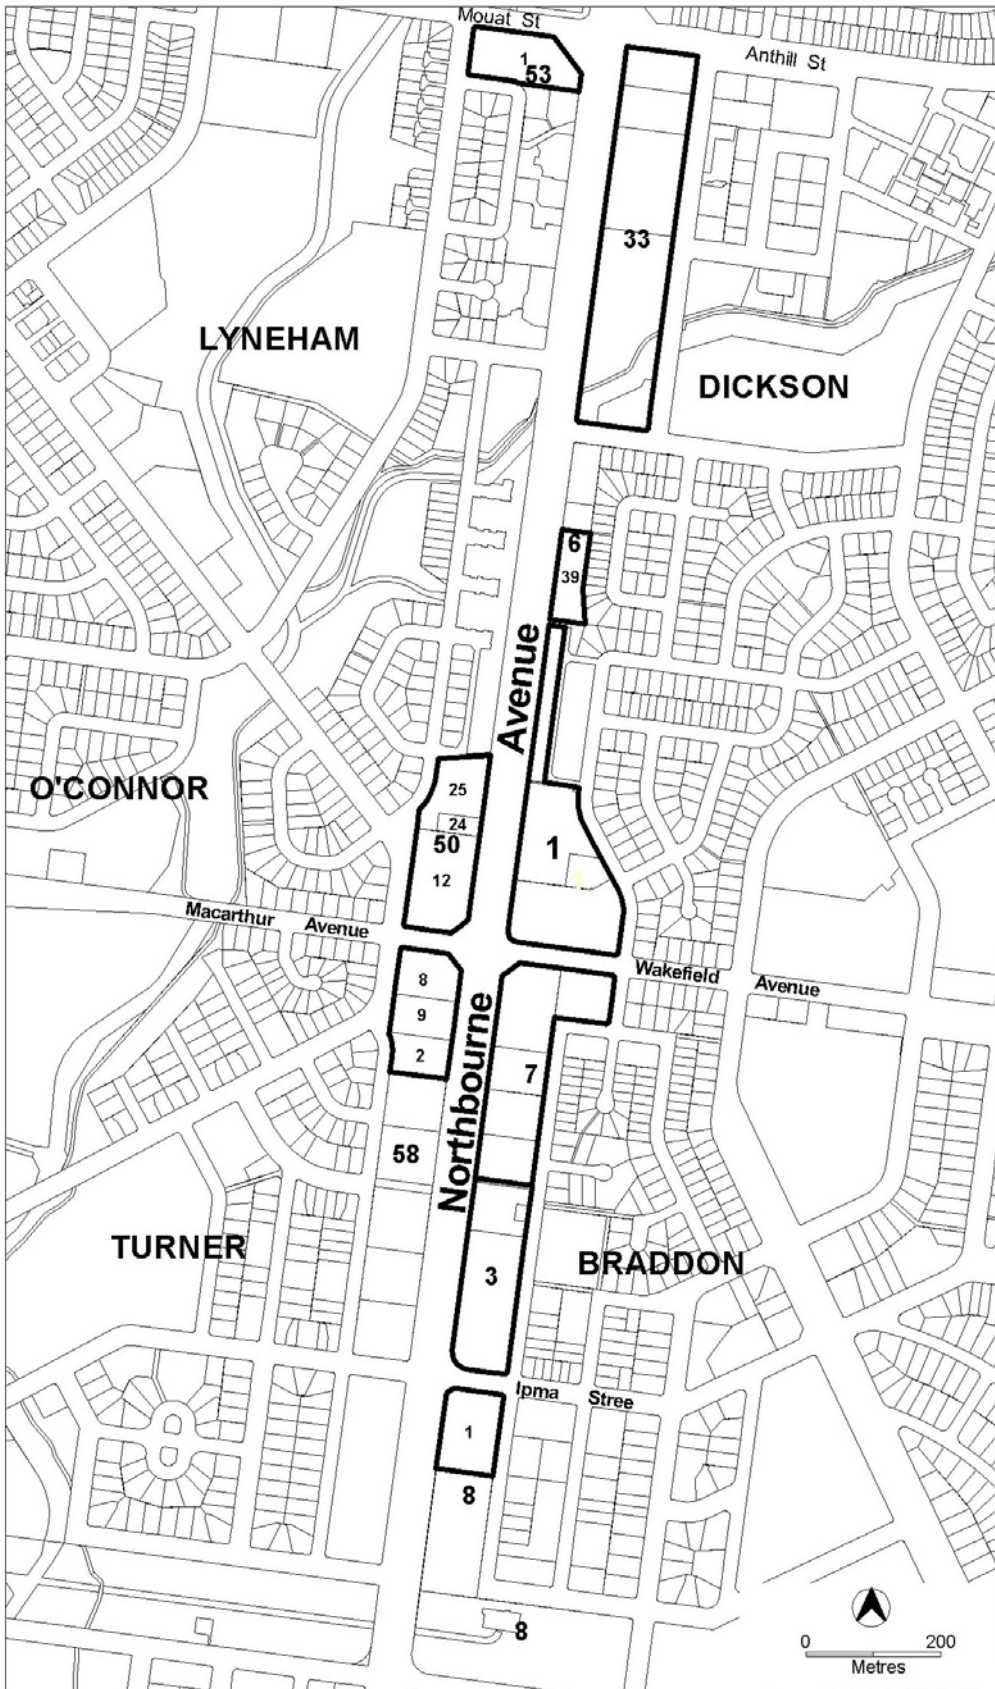 Mouat St
Anthill St
1
53
33
LYNEHAM
DICKSON
6
39
Avenue
O'CONNOR
25
24
50
12
1
1
Macarthur Avenue
Wakefield Avenue
8
9
2
Northbourne
7
58
TURNER
BRADDON
3
Ipma Stree
1
8
8
0 200
Metres